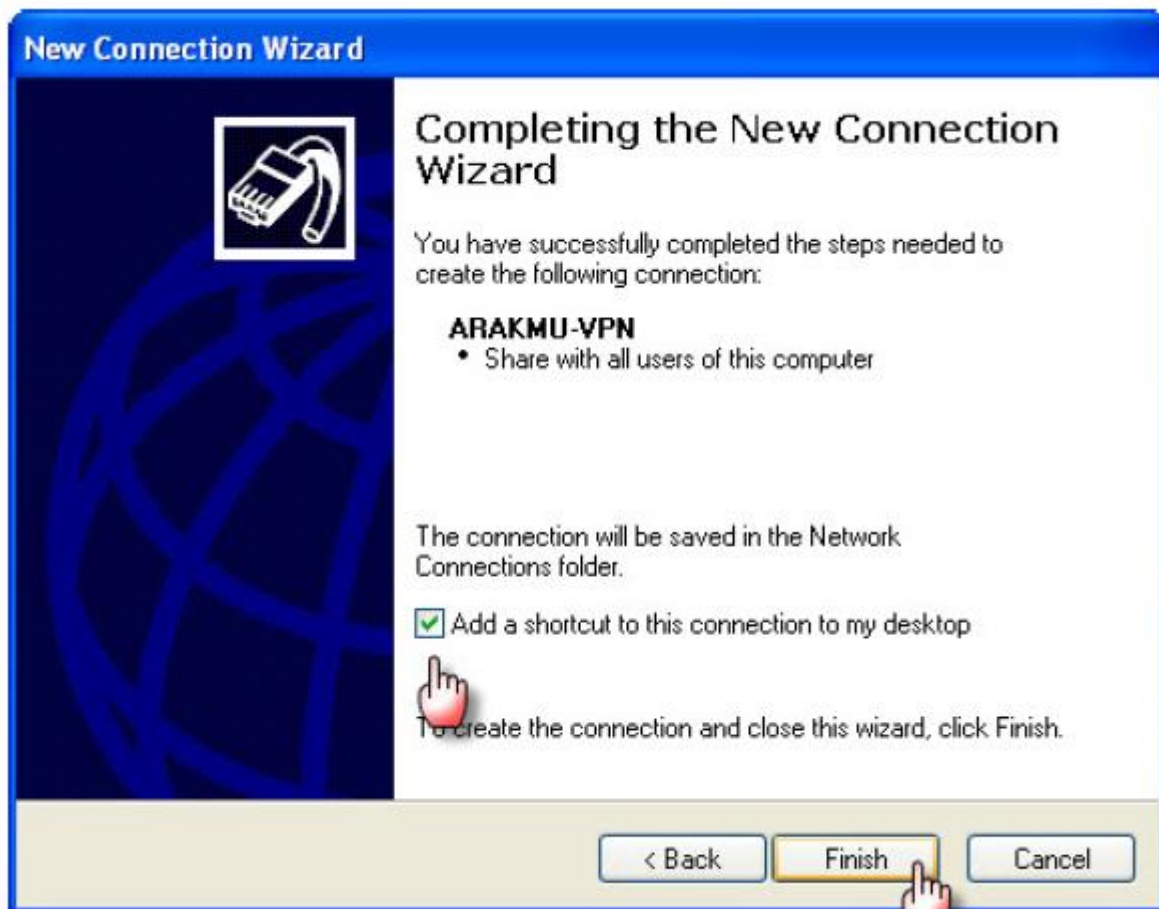 New Connection Wizard
Completing the New Connection
Wizard
You have successfully completed the steps needed to
create the following connection:
ARAKMU-VPN
• Share with all users of this computer
The connection will be saved in the Network
Connections folder.
Add a shortcut to this connection to my desktop
To create the connection and close this wizard, click Finish.
< Back Finish Cancel